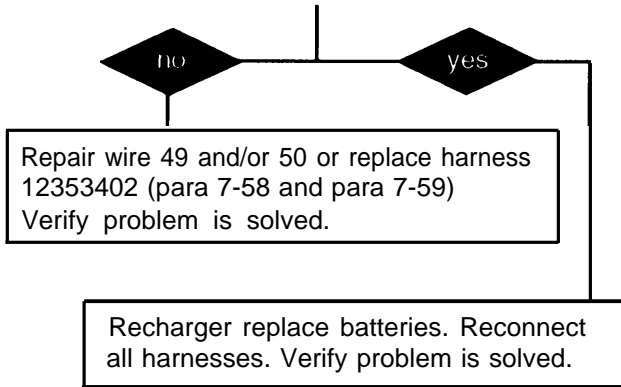 no
yes
Repair wire 49 and/or 50 or replace harness
12353402 (para 7-58 and para 7-59)
Verify problem is solved.
Recharger replace batteries. Reconnect
all harnesses. Verify problem is solved.